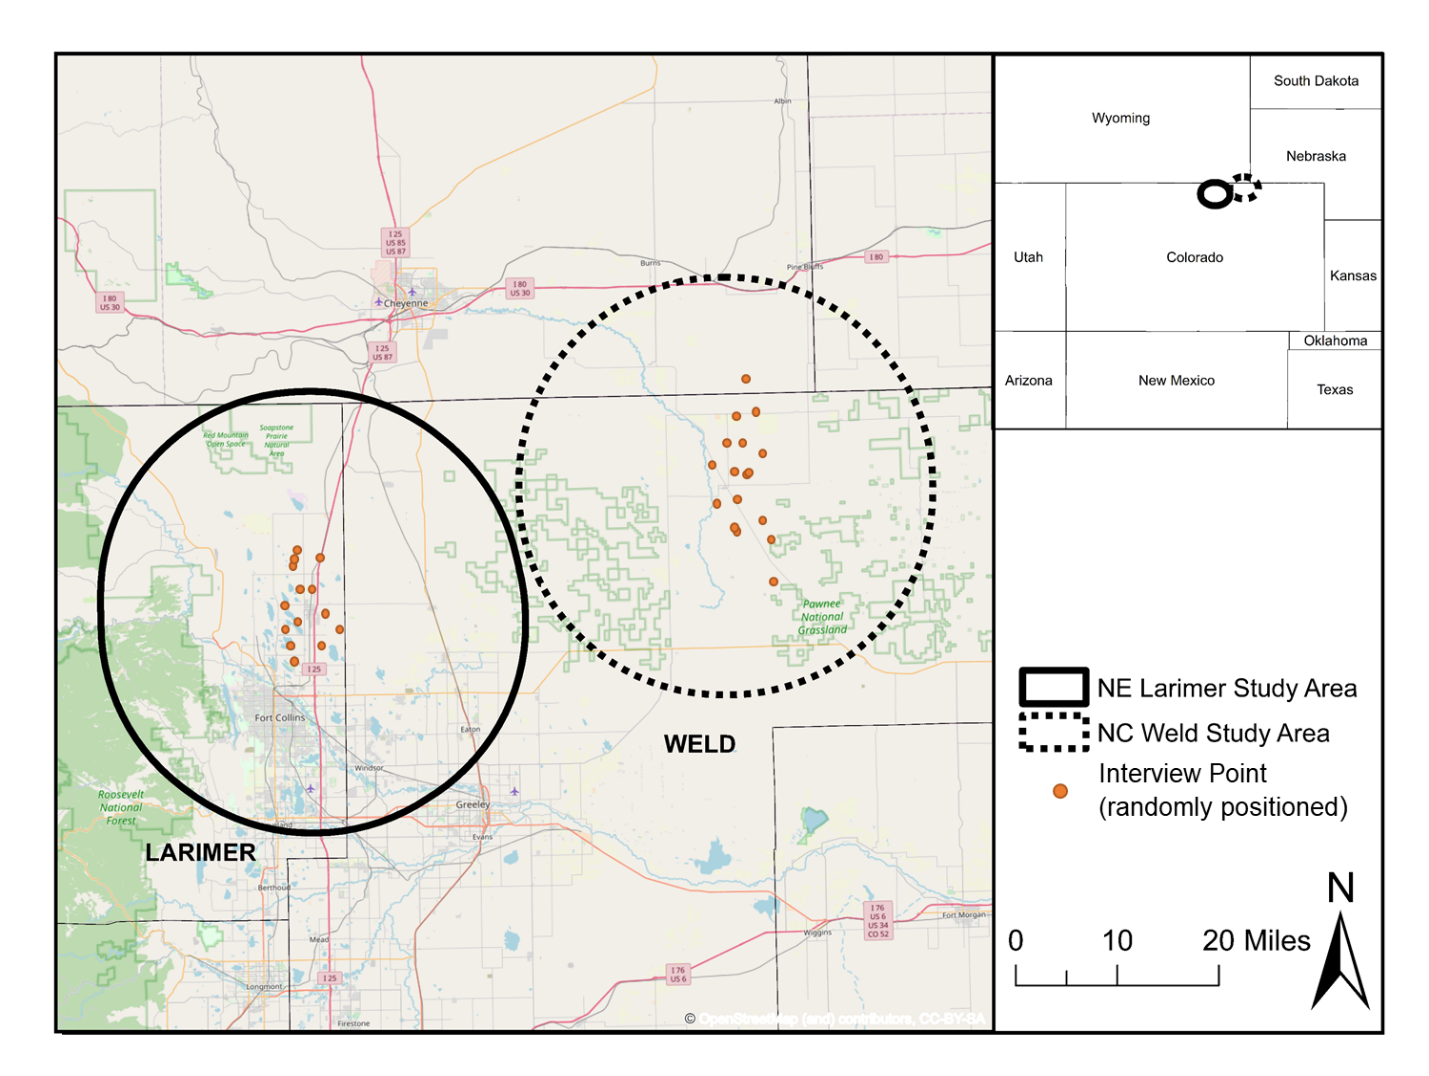 Albin
I 25
US 85
US 87
Burns
Pine Bluffs
I 80
I 80
US 30
I 80
US 30
Cheyenne
I 25
US 87
Red Mountain
Open Space
Soapstone
Prairie
Natural
Area
Pawnee
National
Grassland
I 25
Fort Collins
Eaton
WELD
Windsor
Roosevelt
National
Forest
Greeley
Evans
LARIMER
Berthoud
I 76
US 6
US 34
CO 52
Fort Morgan
Wiggins
Mead
I 76
US 6
I 25
Longmont
Firestone
© OpenStreetMap (and) contributors, CC-BY-SA
South Dakota
Wyoming
Nebraska
Utah
Colorado
Kansas
Oklahoma
Arizona
New Mexico
Texas
NE Larimer Study Area
NC Weld Study Area
Interview Point
(randomly positioned)
N
0 10 20 Miles